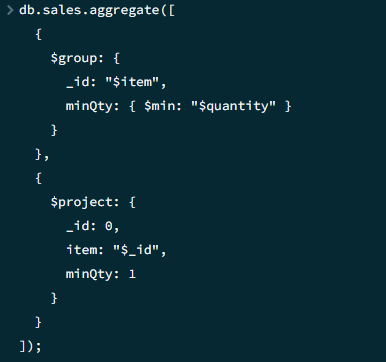 > db.sales.aggregate([
  {
    $group: {
      _id: "$item",
      minQty: { $min: "$quantity" }
    }
  },
  {
    $project: {
      _id: 0,
      item: "$_id",
      minQty: 1
    }
  }
]);